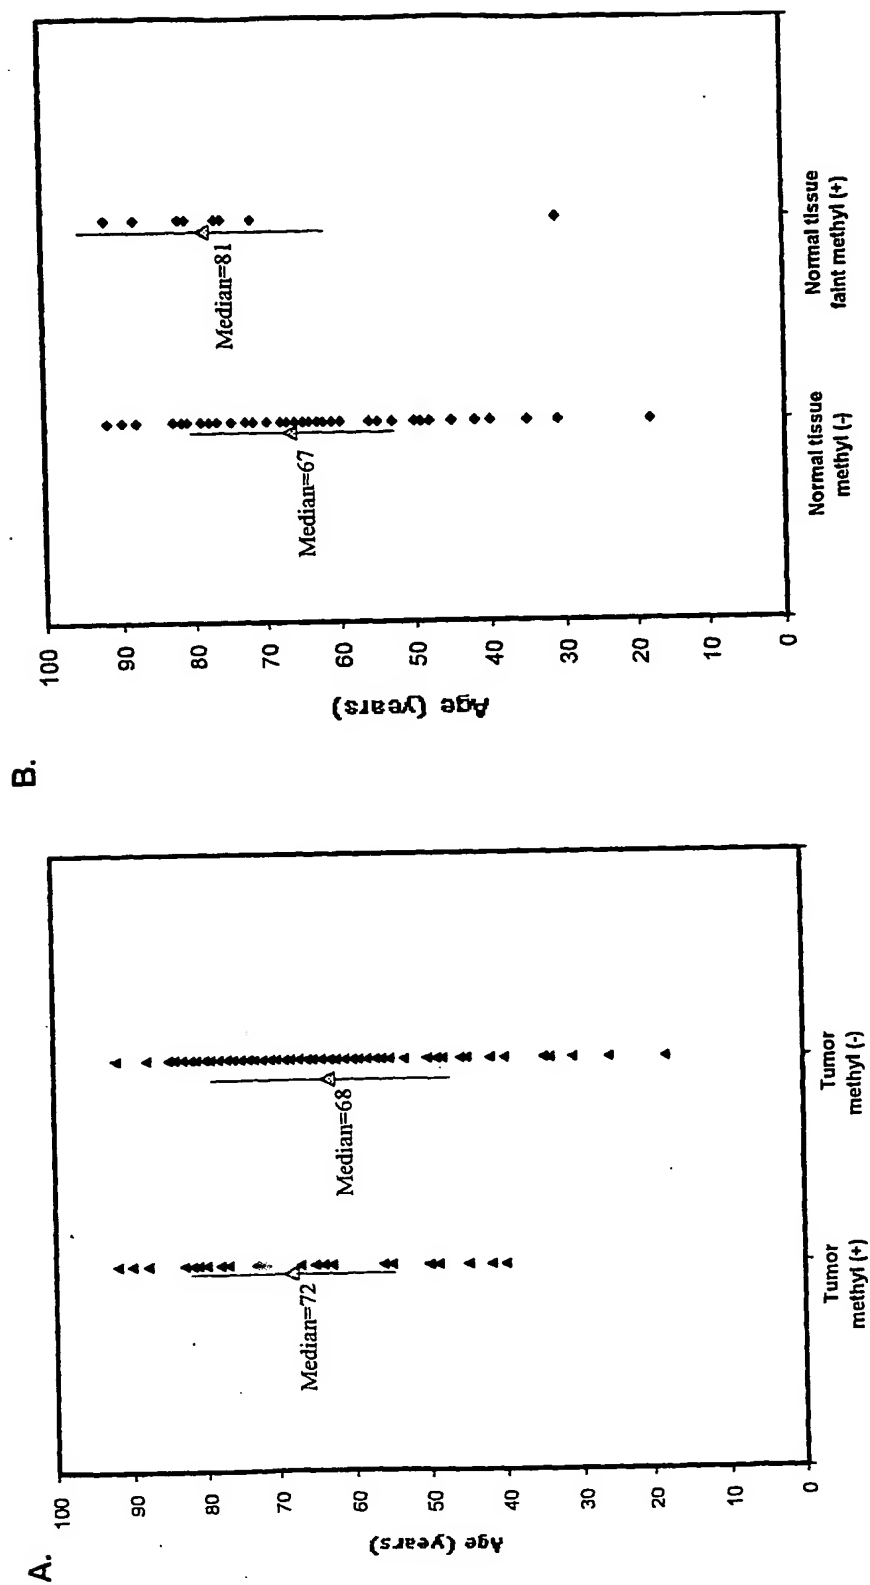 A.
100
90
80
70
60
50
40
30
20
10
0
Age (years)
Median=72
Median=68
Tumor
methyl (+)
Tumor
methyl (-)
B.
100
90
80
70
60
50
40
30
20
10
0
Age (years)
Median=67
Median=81
Normal tissue
methyl (-)
Normal tissue
faint methyl (+)